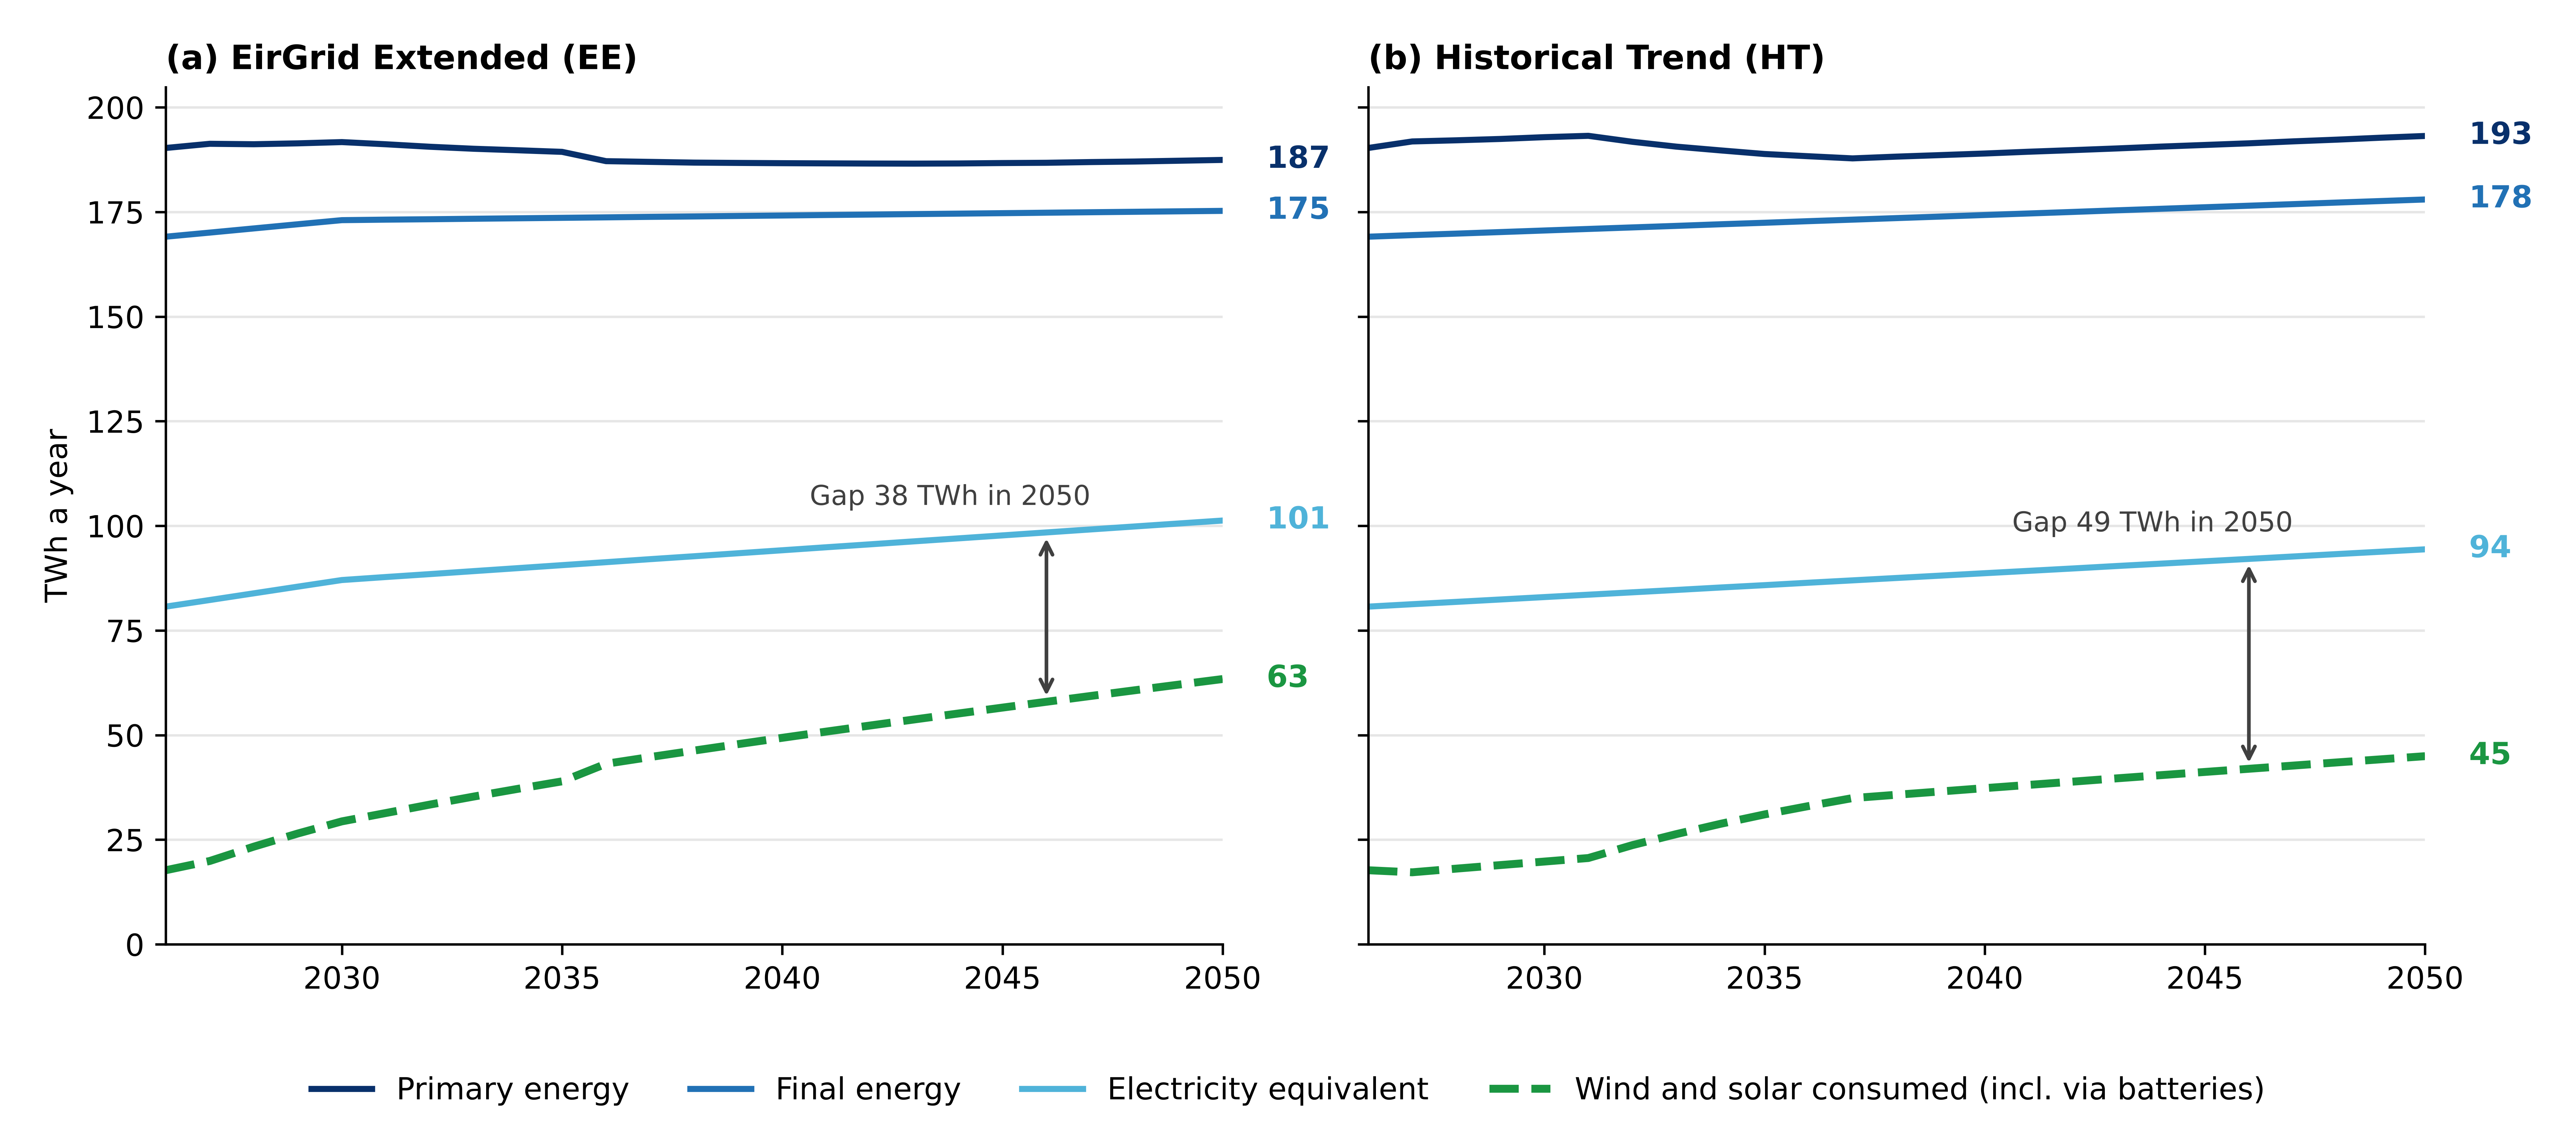 (a) EirGrid Extended (EE)
(b) Historical Trend (HT)
TWh a year
200
175
150
125
100
75
50
25
0
187
175
Gap 38 TWh in 2050
101
63
2030 2035 2040 2045 2050
193
178
Gap 49 TWh in 2050
94
45
2030 2035 2040 2045 2050
Primary energy Final energy Electricity equivalent Wind and solar consumed (incl. via batteries)